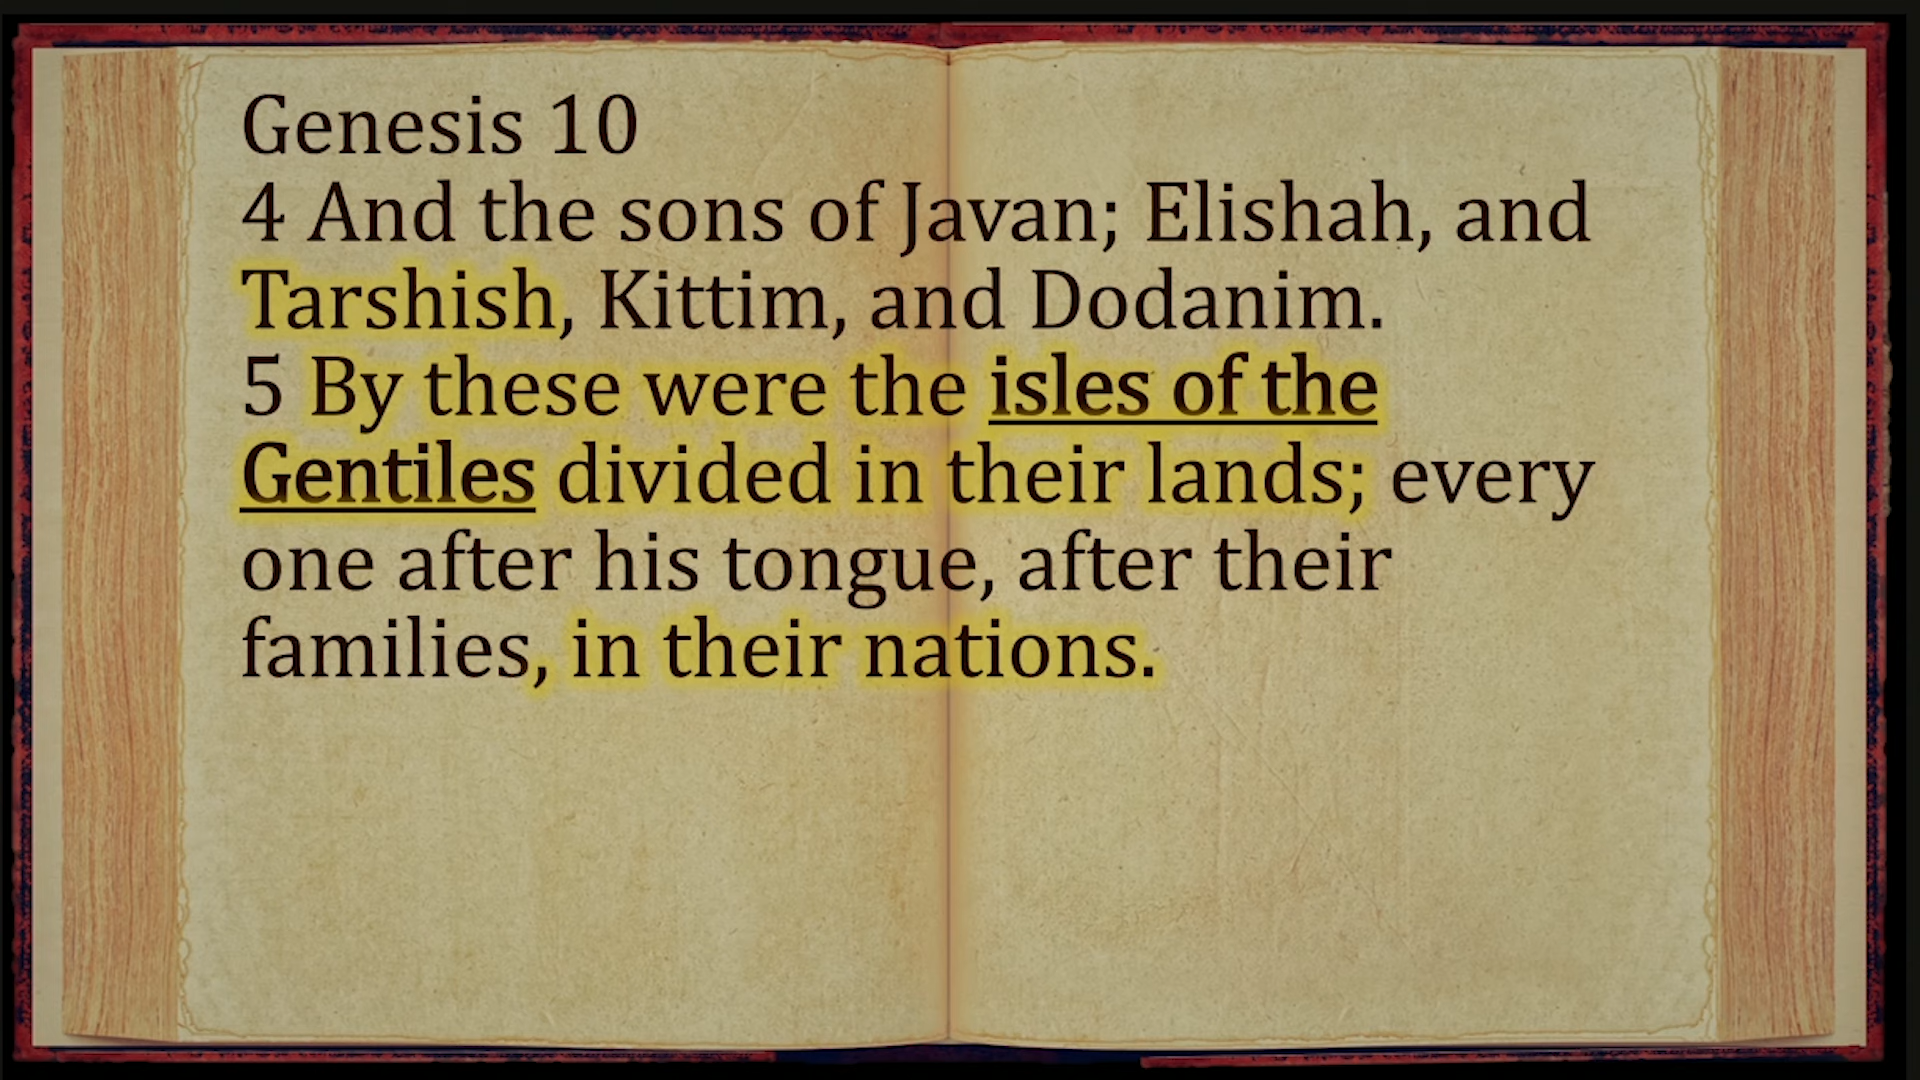 Genesis 10
4 And the sons of Javan; Elishah, and
Tarshish, Kittim, and Dodanim.
5 By these were the isles of the
Gentiles divided in their lands; every
one after his tongue, after their
families, in their nations.